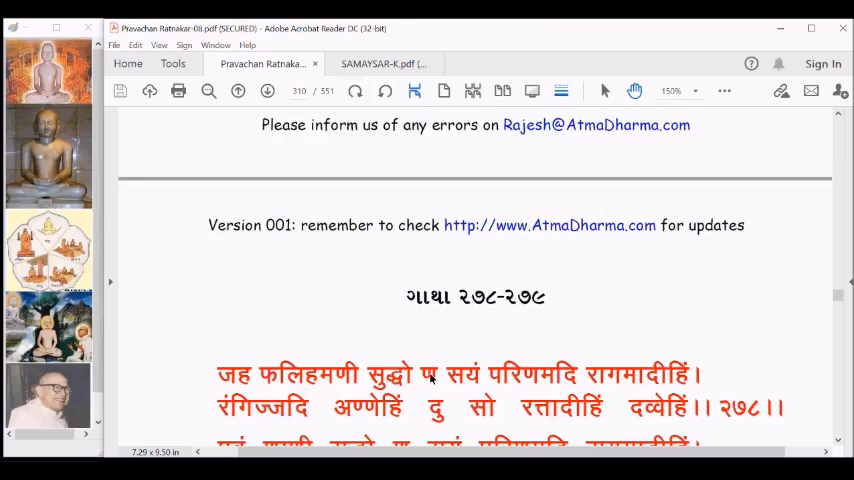 Pravachan Ratnakar-08.pdf (SECURED) - Adobe Acrobat Reader DC (32-bit)
File Edit View Sign Window Help
Home Tools Pravachan Ratnaka... × SAMAYSAR-K.pdf (... Sign In
310 / 551 150%
Please inform us of any errors on Rajesh@AtmaDharma.com
Version 001: remember to check http://www.AtmaDharma.com for updates
ગાથા ૨૭૮-૨૭૯
जह फलिहमणी सुद्धो ण सयं परिणमदि रागमादीहिं।
रंगिज्जदि अण्णेहिं दु सो रत्तादीहिं दव्वेहिं।। २७८ ।।
7.29 x 9.50 in